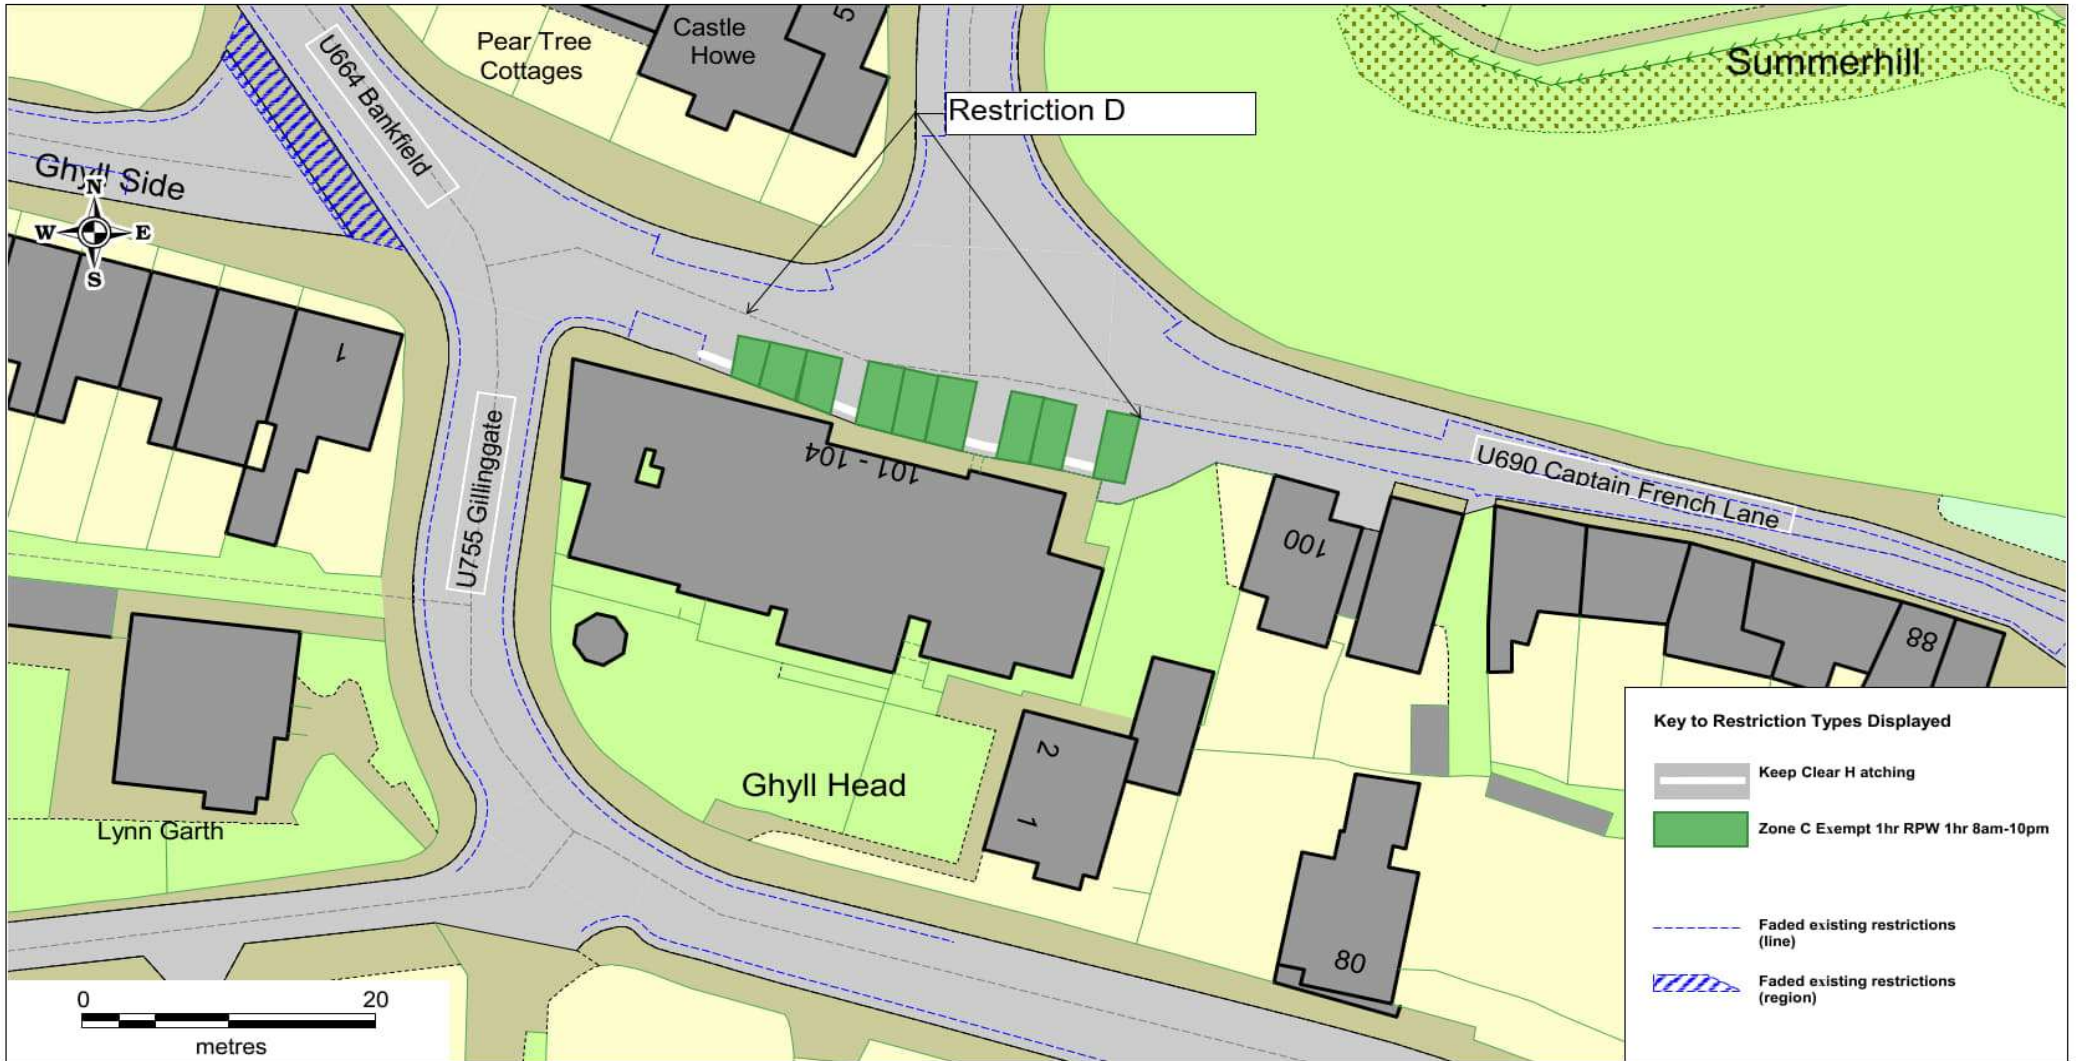 Pear Tree
Cottages
Castle
Howe
5
Summerhill
U664 Bankfield
Restriction D
Ghyll Side
N
W
E
S
1
U755 Gillinggate
101 - 104
U690 Captain French Lane
100
88
Ghyll Head
2
1
Lynn Garth
80
0
20
metres
Key to Restriction Types Displayed
Keep Clear H atching
Zone C Exempt 1hr RPW 1hr 8am-10pm
Faded existing restrictions
(line)
Faded existing restrictions
(region)